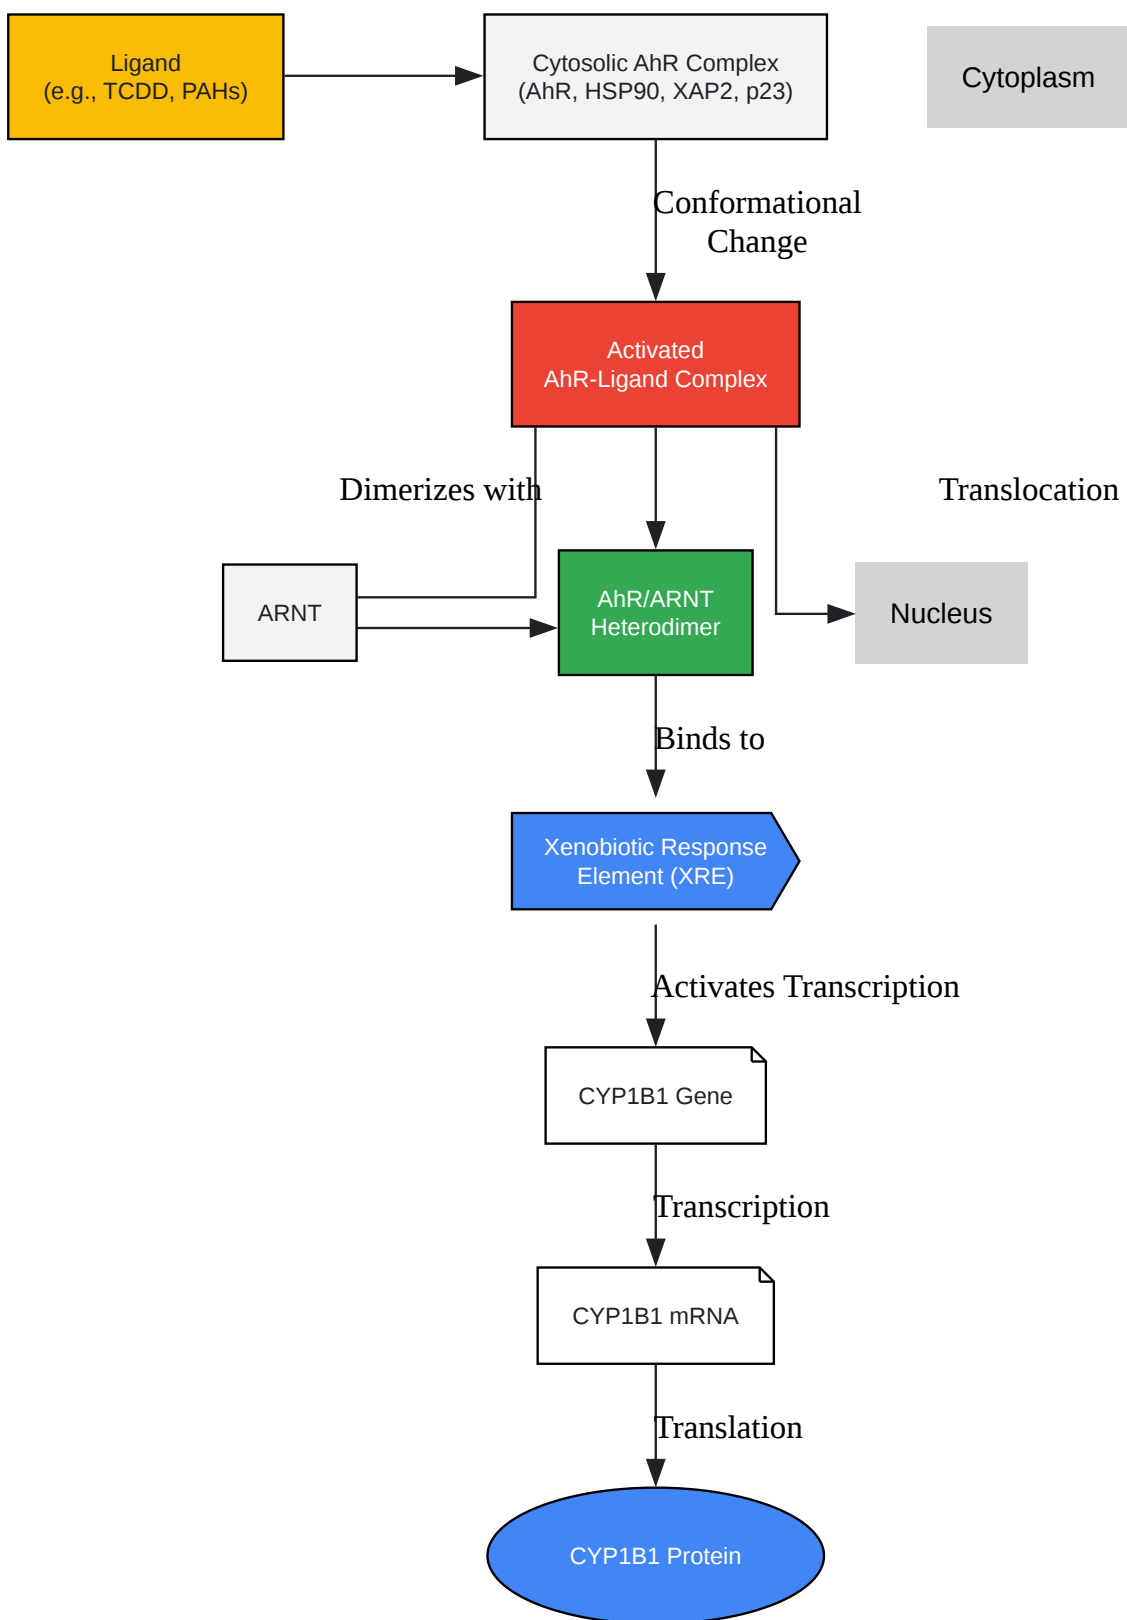 Ligand
(e.g., TCDD, PAHs)
Cytosolic AhR Complex
(AhR, HSP90, XAP2, p23)
Cytoplasm
Conformational
Change
Activated
AhR-Ligand Complex
Dimerizes with
Translocation
ARNT
AhR/ARNT
Heterodimer
Nucleus
Binds to
Xenobiotic Response
Element (XRE)
Activates Transcription
CYP1B1 Gene
Transcription
CYP1B1 mRNA
Translation
CYP1B1 Protein